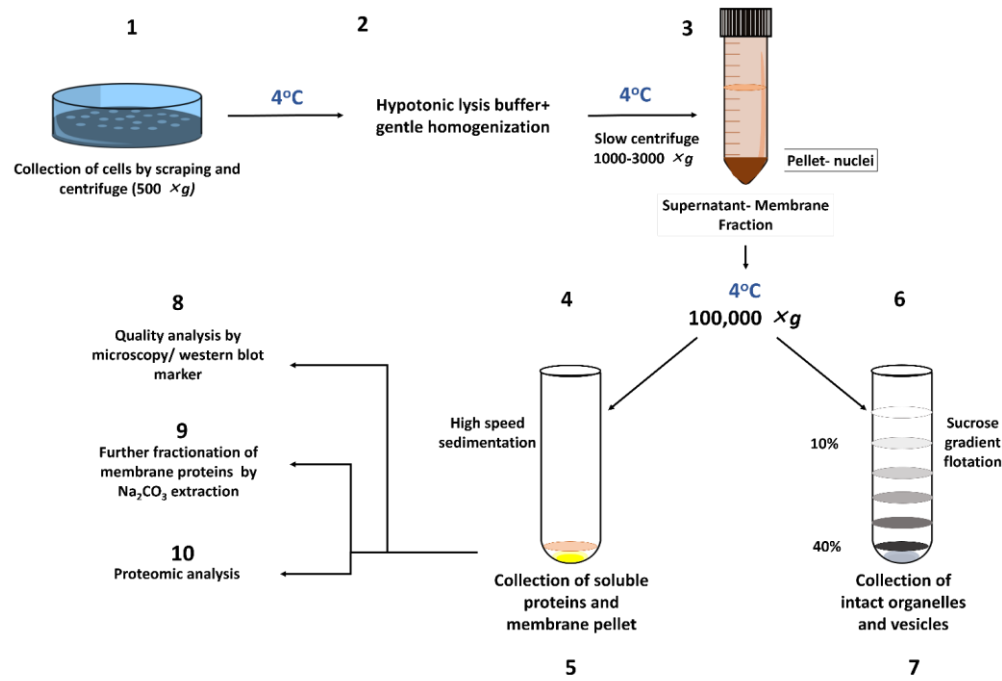 1
2
3
4°C
Hypotonic lysis buffer+
gentle homogenization
4°C
Slow centrifuge
1000-3000 ×g
Pellet- nuclei
Collection of cells by scraping and
centrifuge (500 ×g)
Supernatant- Membrane
Fraction
4°C
100,000 ×g
4
High speed
sedimentation
Collection of soluble
proteins and
membrane pellet
5
6
10%
40%
Sucrose
gradient
flotation
Collection of
intact organelles
and vesicles
7
8
Quality analysis by
microscopy/ western blot
marker
9
Further fractionation of
membrane proteins by
Na₂CO₃ extraction
10
Proteomic analysis